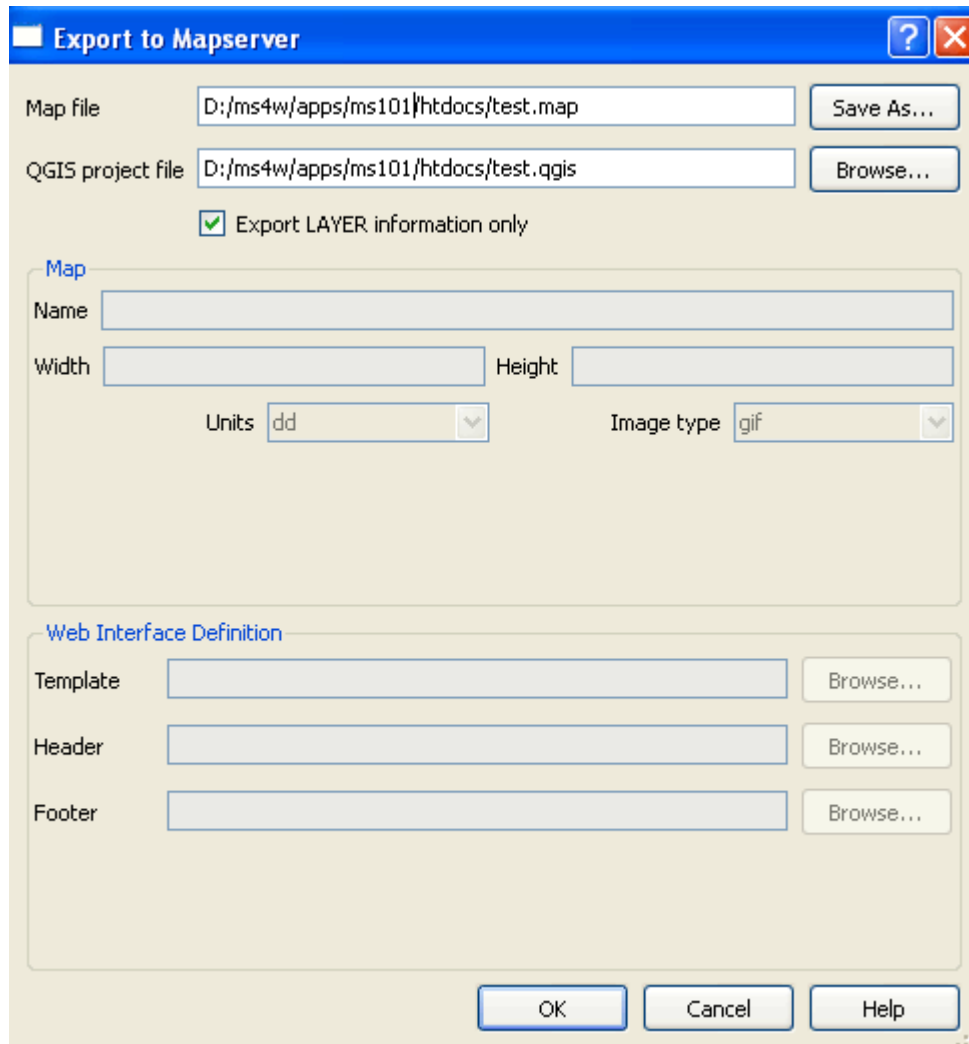 Export to Mapserver
Map file D:/ms4w/apps/ms101/htdocs/test.map Save As...
QGIS project file D:/ms4w/apps/ms101/htdocs/test.qgis Browse...
Export LAYER information only
Map
Name
Width Height
Units dd Image type gif
Web Interface Definition
Template Browse...
Header Browse...
Footer Browse...
OK Cancel Help